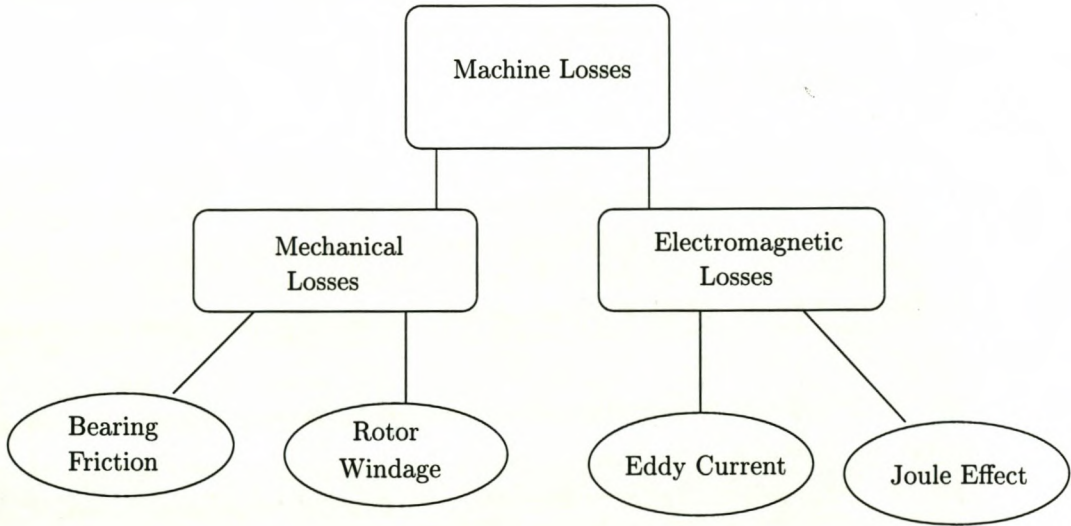 Machine Losses
Mechanical
Losses
Electromagnetic
Losses
Bearing
Friction
Rotor
Windage
Eddy Current
Joule Effect